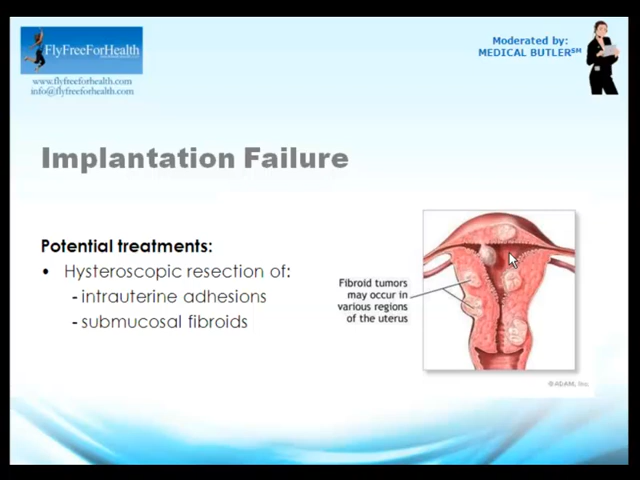 FlyFreeForHealth
www.flyfreeforhealth.com
info@flyfreeforhealth.com
Moderated by:
MEDICAL BUTLER℠
Implantation Failure
Potential treatments:
• Hysteroscopic resection of:
- intrauterine adhesions
- submucosal fibroids
Fibroid tumors
may occur in
various regions
of the uterus
©ADAM, Inc.